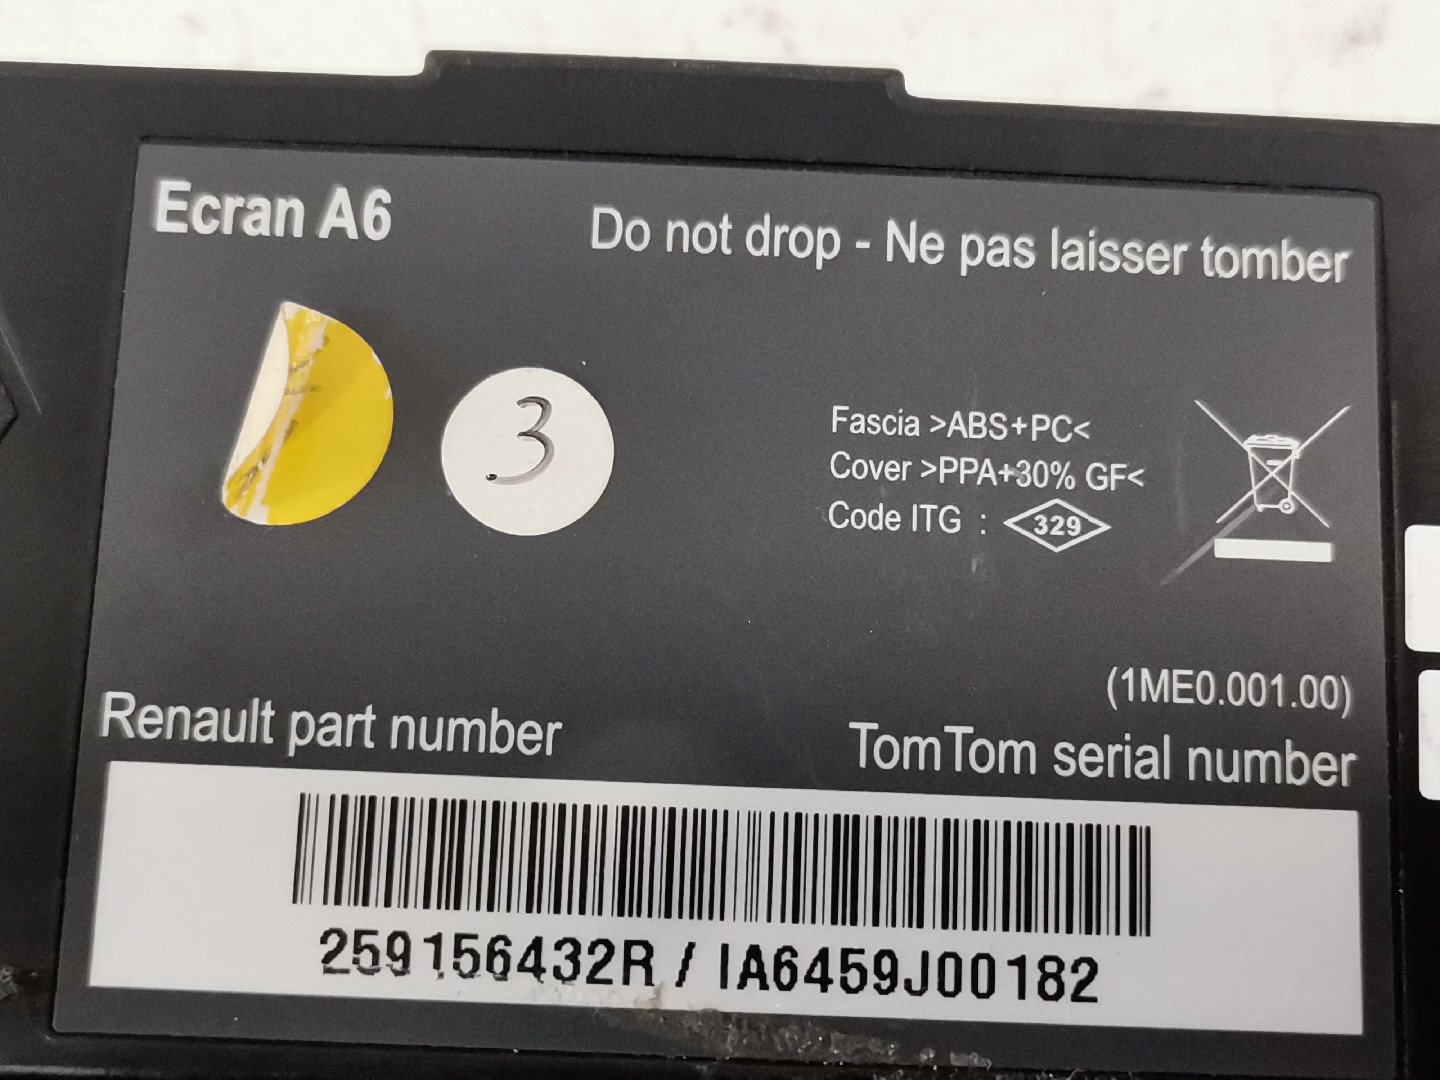 Ecran A6
Do not drop - Ne pas laisser tomber
3
Fascia >ABS+PC<
Cover >PPA+30% GF<
Code ITG : 329
(1ME0.001.00)
Renault part number
TomTom serial number
259156432R / IA6459J00182